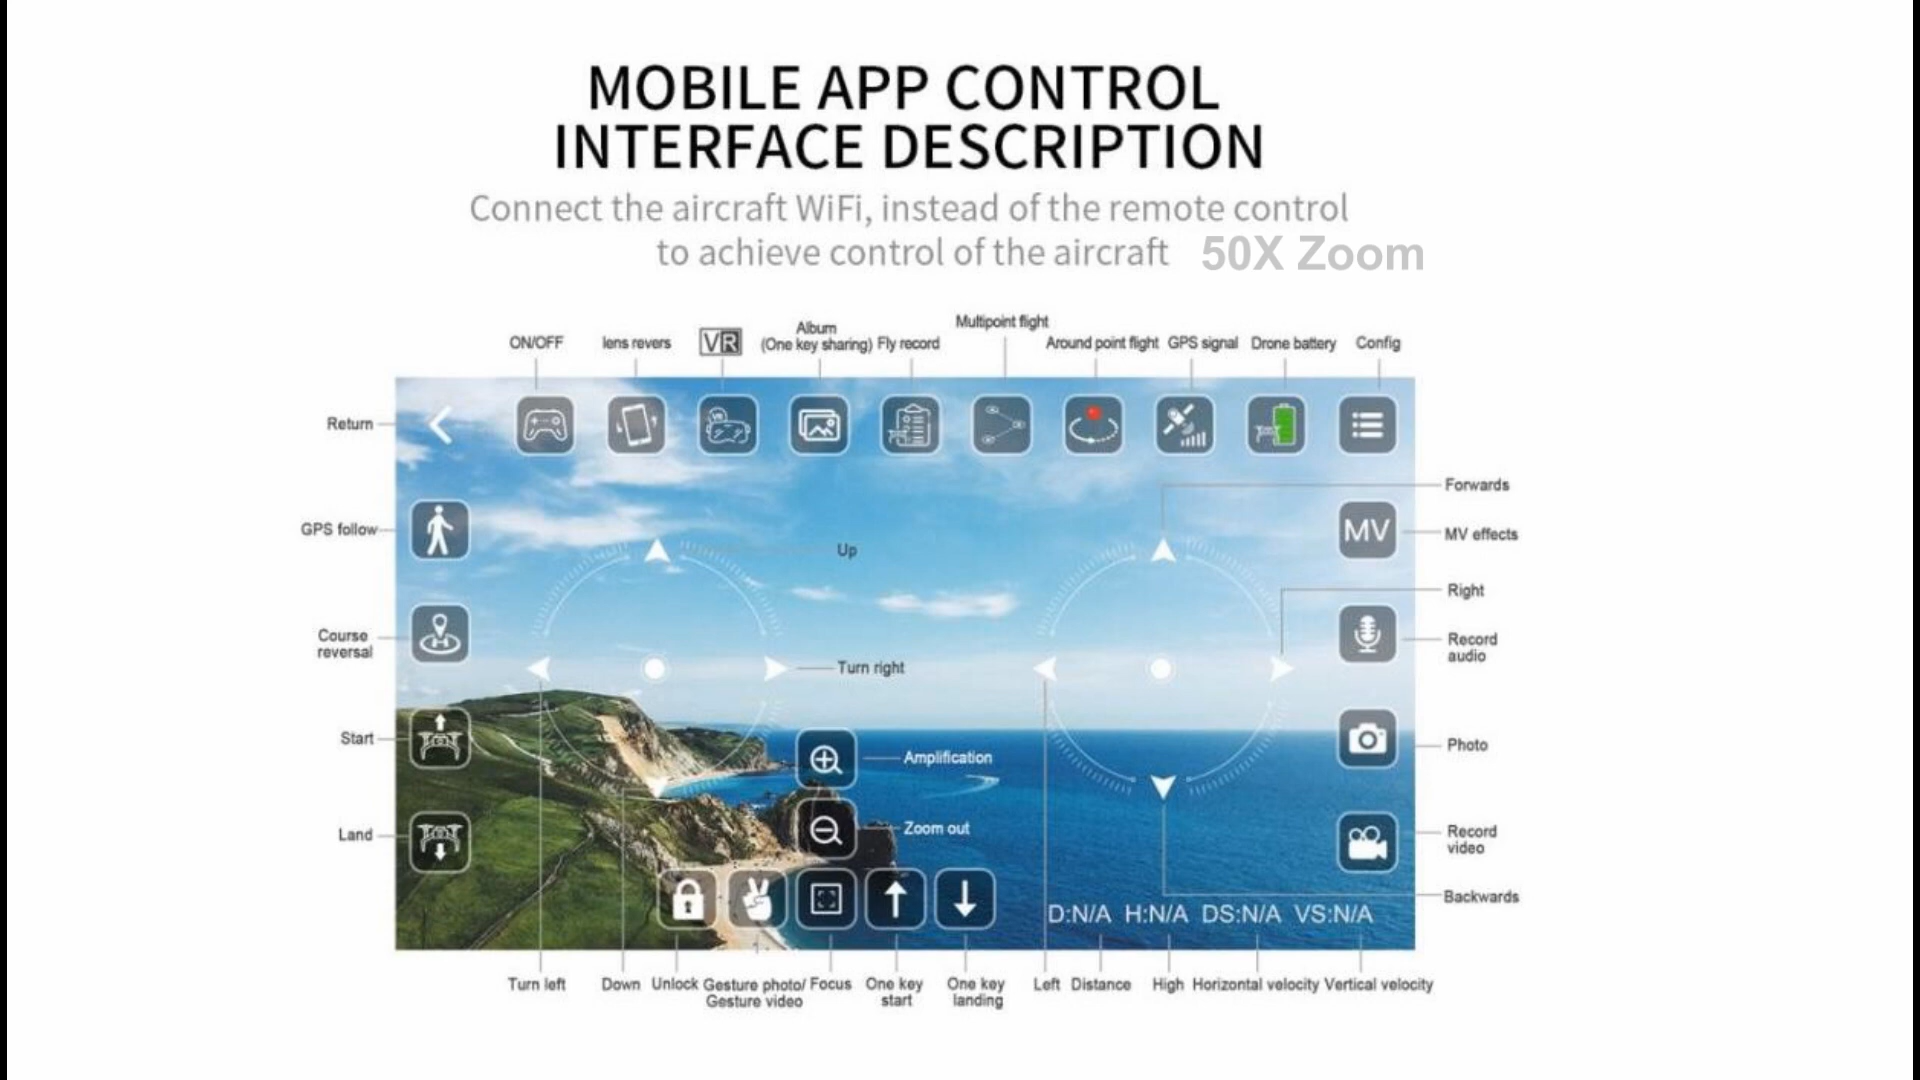 MOBILE APP CONTROL
INTERFACE DESCRIPTION
Connect the aircraft WiFi, instead of the remote control
to achieve control of the aircraft 50X Zoom
Multipoint flight
ON/OFF lens revers VR Album
(One key sharing) Fly record Around point flight GPS signal Drone battery Config
Return
VR
Forwards
GPS follow
MV
MV effects
Up
Right
Course
reversal
Record
audio
Turn right
Start
Photo
Amplification
Zoom out
Land
Record
video
Backwards
D:N/A H:N/A DS:N/A VS:N/A
Turn left Down Unlock Gesture photo/
Gesture video Focus One key
start One key
landing Left Distance High Horizontal velocity Vertical velocity